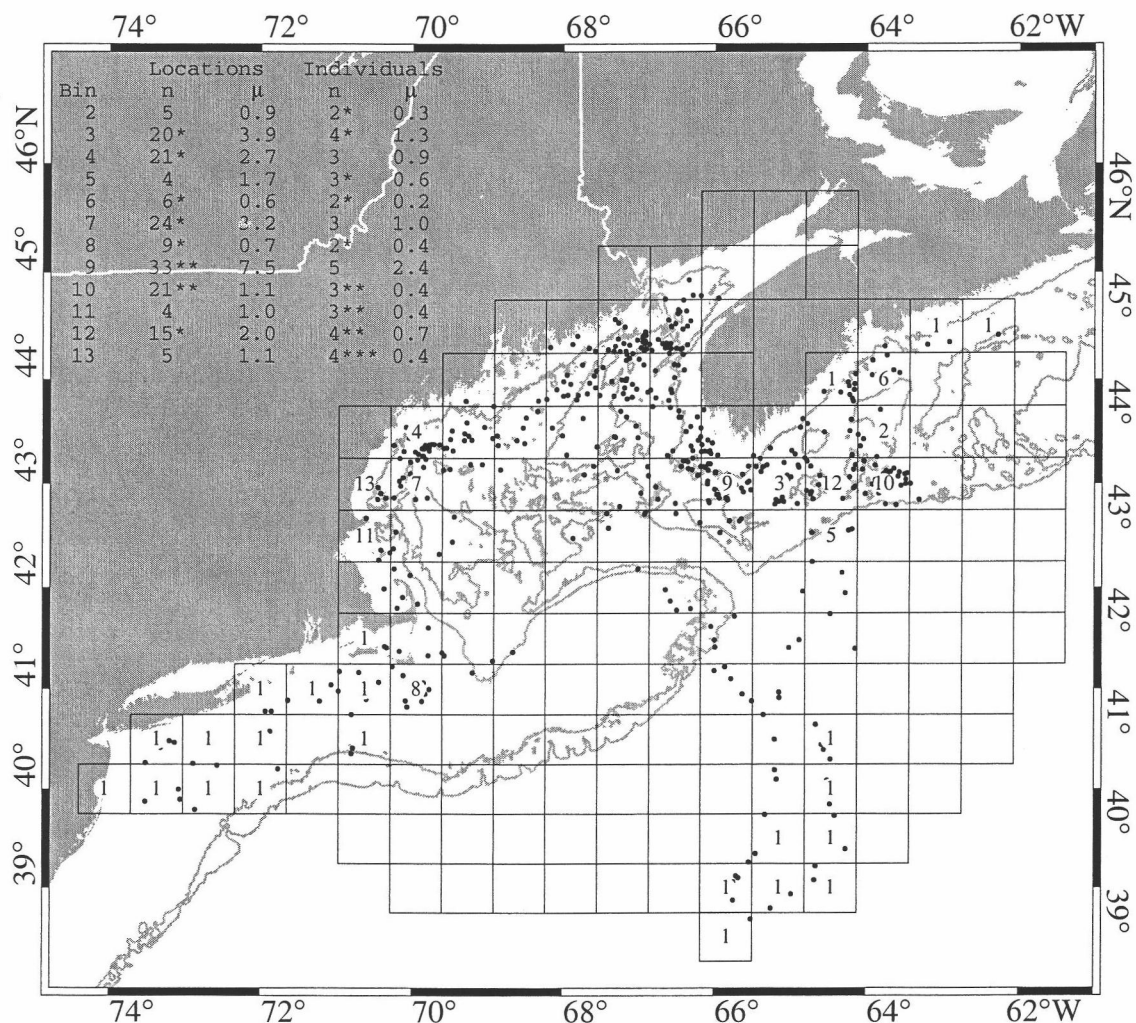 74° 72° 70° 68° 66° 64° 62°W
Locations Individuals
Bin n μ n μ
2 5 0.9 2* 0.3
3 20* 3.9 4* 1.3
4 21* 2.7 3 0.9
5 4 1.7 3* 0.6
6 6* 0.6 2* 0.2
7 24* 3.2 3 1.0
8 9* 0.7 2* 0.4
9 33** 7.5 5 2.4
10 21** 1.1 3** 0.4
11 4 1.0 3** 0.4
12 15* 2.0 4** 0.7
13 5 1.1 4*** 0.4
46°N
45°
44°
43°
42°
41°
40°
39°
46°N
45°
44°
43°
42°
41°
40°
39°
1 1
1 6
4 2
13 7 9 3 12 10
11 5
1
1 1 1 8
1 1 1 1 1
1 1 1 1 1
1 1
1 1 1
1
74° 72° 70° 68° 66° 64° 62°W